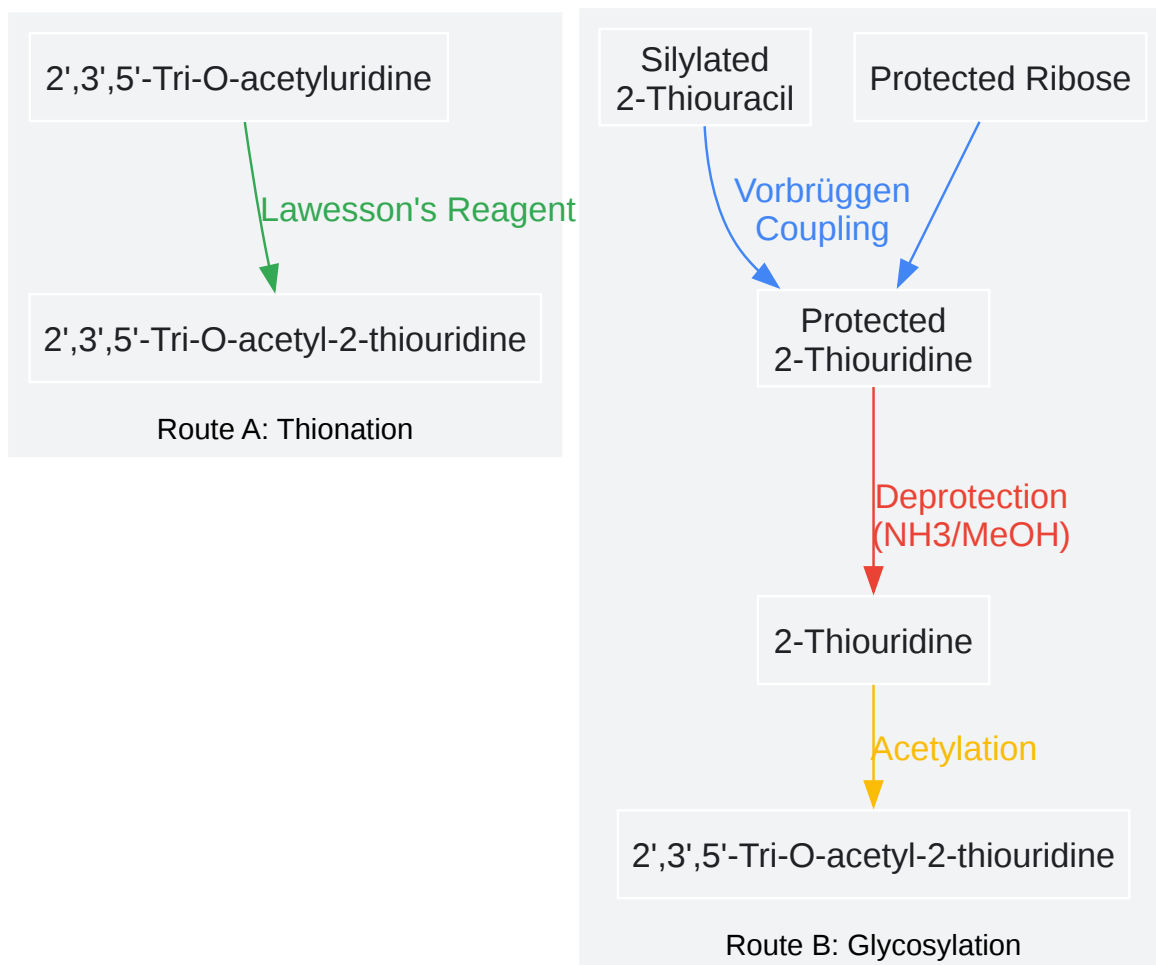 2',3',5'-Tri-O-acetyluridine
Lawesson's Reagent
2',3',5'-Tri-O-acetyl-2-thiouridine
Route A: Thionation
Silylated
2-Thiouracil
Protected Ribose
Vorbrüggen
Coupling
Protected
2-Thiouridine
Deprotection
(NH3/MeOH)
2-Thiouridine
Acetylation
2',3',5'-Tri-O-acetyl-2-thiouridine
Route B: Glycosylation